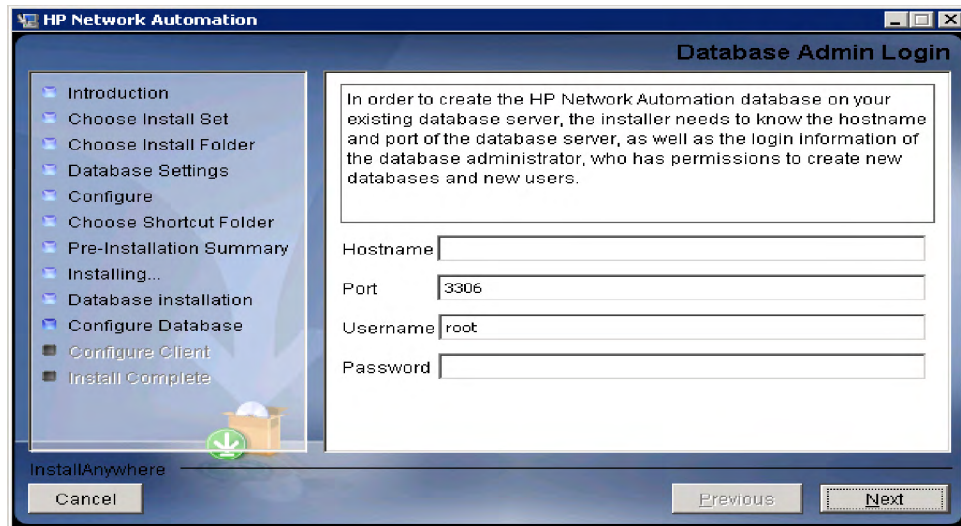 HP Network Automation
Database Admin Login
Introduction
Choose Install Set
Choose Install Folder
Database Settings
Configure
Choose Shortcut Folder
Pre-Installation Summary
Installing...
Database installation
Configure Database
Configure Client
Install Complete
In order to create the HP Network Automation database on your
existing database server, the installer needs to know the hostname
and port of the database server, as well as the login information of
the database administrator, who has permissions to create new
databases and new users.
Hostname
Port 3306
Username root
Password
InstallAnywhere
Cancel Previous Next